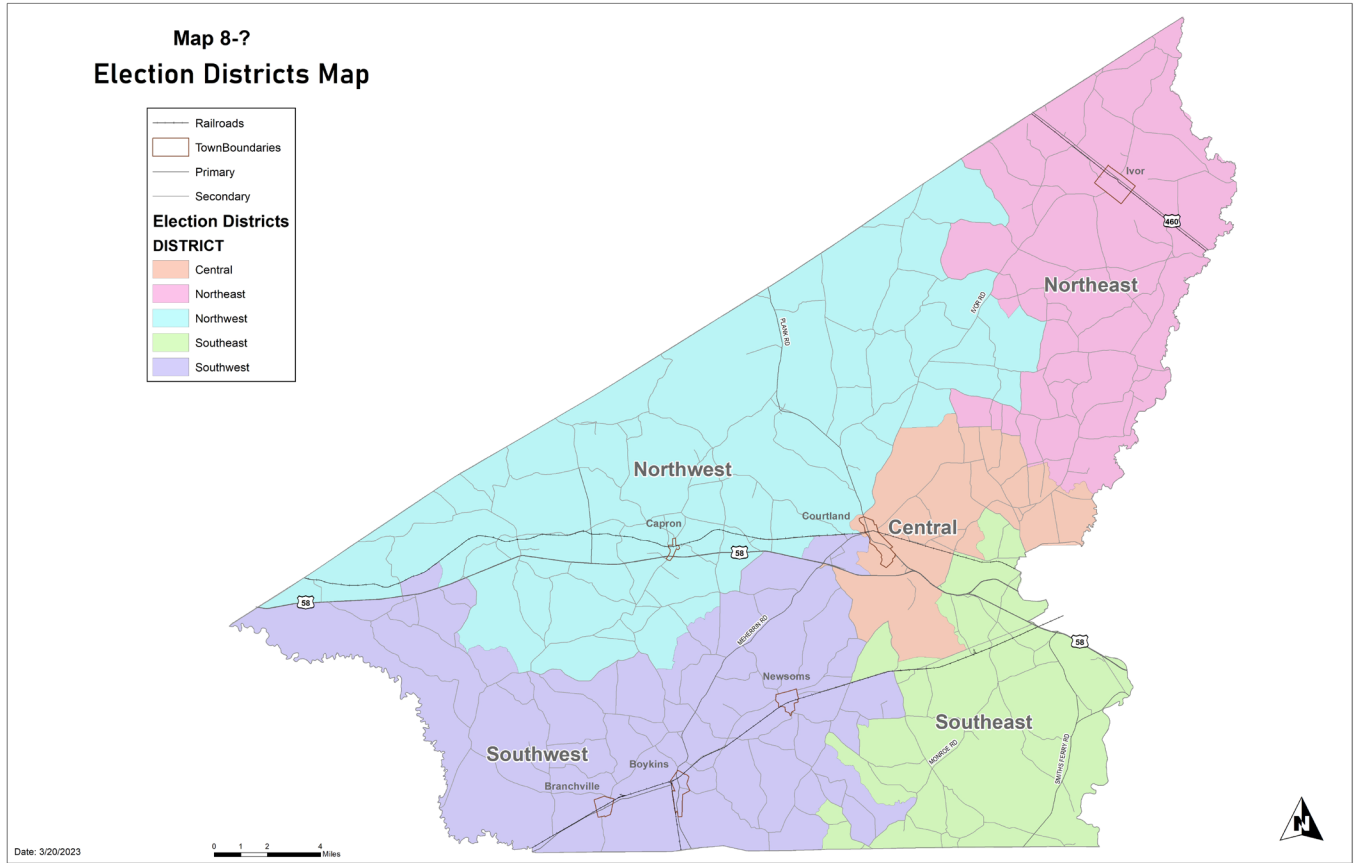 Map 8-?
Election Districts Map
Railroads
TownBoundaries
Primary
Secondary
Election Districts
DISTRICT
Central
Northeast
Northwest
Southeast
Southwest
Ivor
460
Northeast
IVOR RD
PLANK RD
Northwest
Capron
Courtland
Central
58
58
58
MEHERRIN RD
Newsoms
Southeast
MONROE RD
SMITHS FERRY RD
Southwest
Boykins
Branchville
N
Date: 3/20/2023
0 1 2 4
Miles